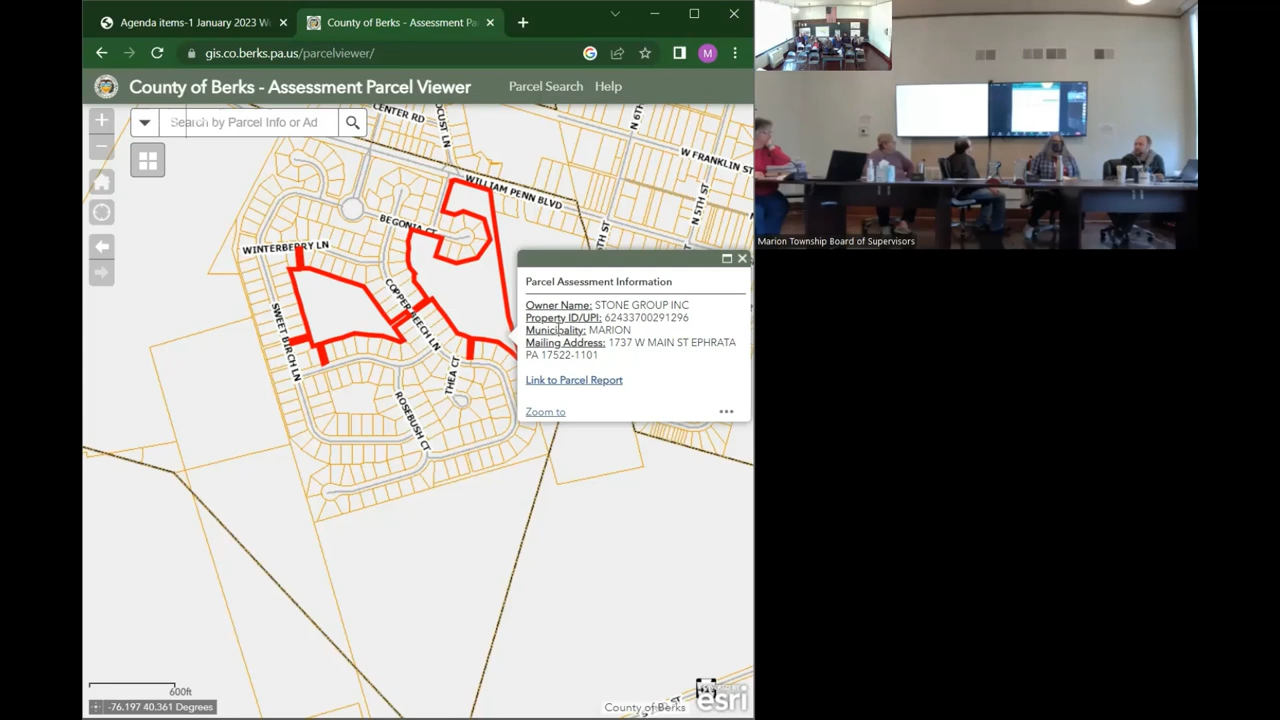 Agenda items-1 January 2023 W
County of Berks - Assessment Pa
gis.co.berks.pa.us/parcelviewer/
M
County of Berks - Assessment Parcel Viewer
Parcel Search
Help
Search by Parcel Info or Ad
CENTER RD
OCUST LN
N 6TH
W FRANKLIN ST
WILLIAM PENN BLVD
N 5TH ST
BEGONIA CT
TH ST
WINTERBERRY LN
COPPER BEECH LN
SWEET BIRCH LN
THEA CT
ROSEBUSH CT
Parcel Assessment Information
Owner Name: STONE GROUP INC
Property ID/UPI: 62433700291296
Municipality: MARION
Mailing Address: 1737 W MAIN ST EPHRATA
PA 17522-1101
Link to Parcel Report
Zoom to
600ft
-76.197 40.361 Degrees
County of Berks
esri
Marion Township Board of Supervisors